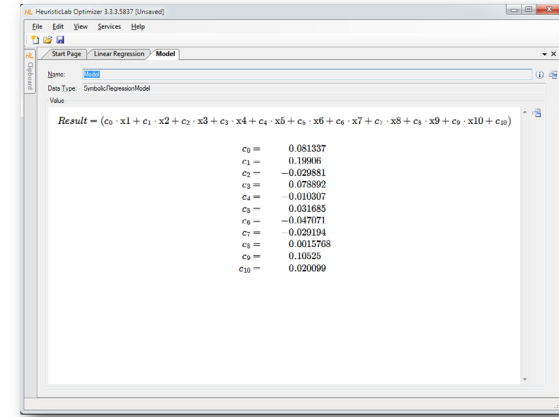 HL HeuristicLab Optimizer 3.3.3.5837 [Unsaved]
File Edit View Services Help
Start Page Linear Regression Model
HL Clipboard
Name: Model
Data Type: SymbolicRegressionModel
Value
Result = (c₀ · x1 + c₁ · x2 + c₂ · x3 + c₃ · x4 + c₄ · x5 + c₅ · x6 + c₆ · x7 + c₇ · x8 + c₈ · x9 + c₉ · x10 + c₁₀)
c₀ = 0.081337
c₁ = 0.19906
c₂ = −0.029881
c₃ = 0.078892
c₄ = −0.010307
c₅ = 0.031685
c₆ = −0.047071
c₇ = −0.029194
c₈ = 0.0015768
c₉ = 0.10525
c₁₀ = 0.020099